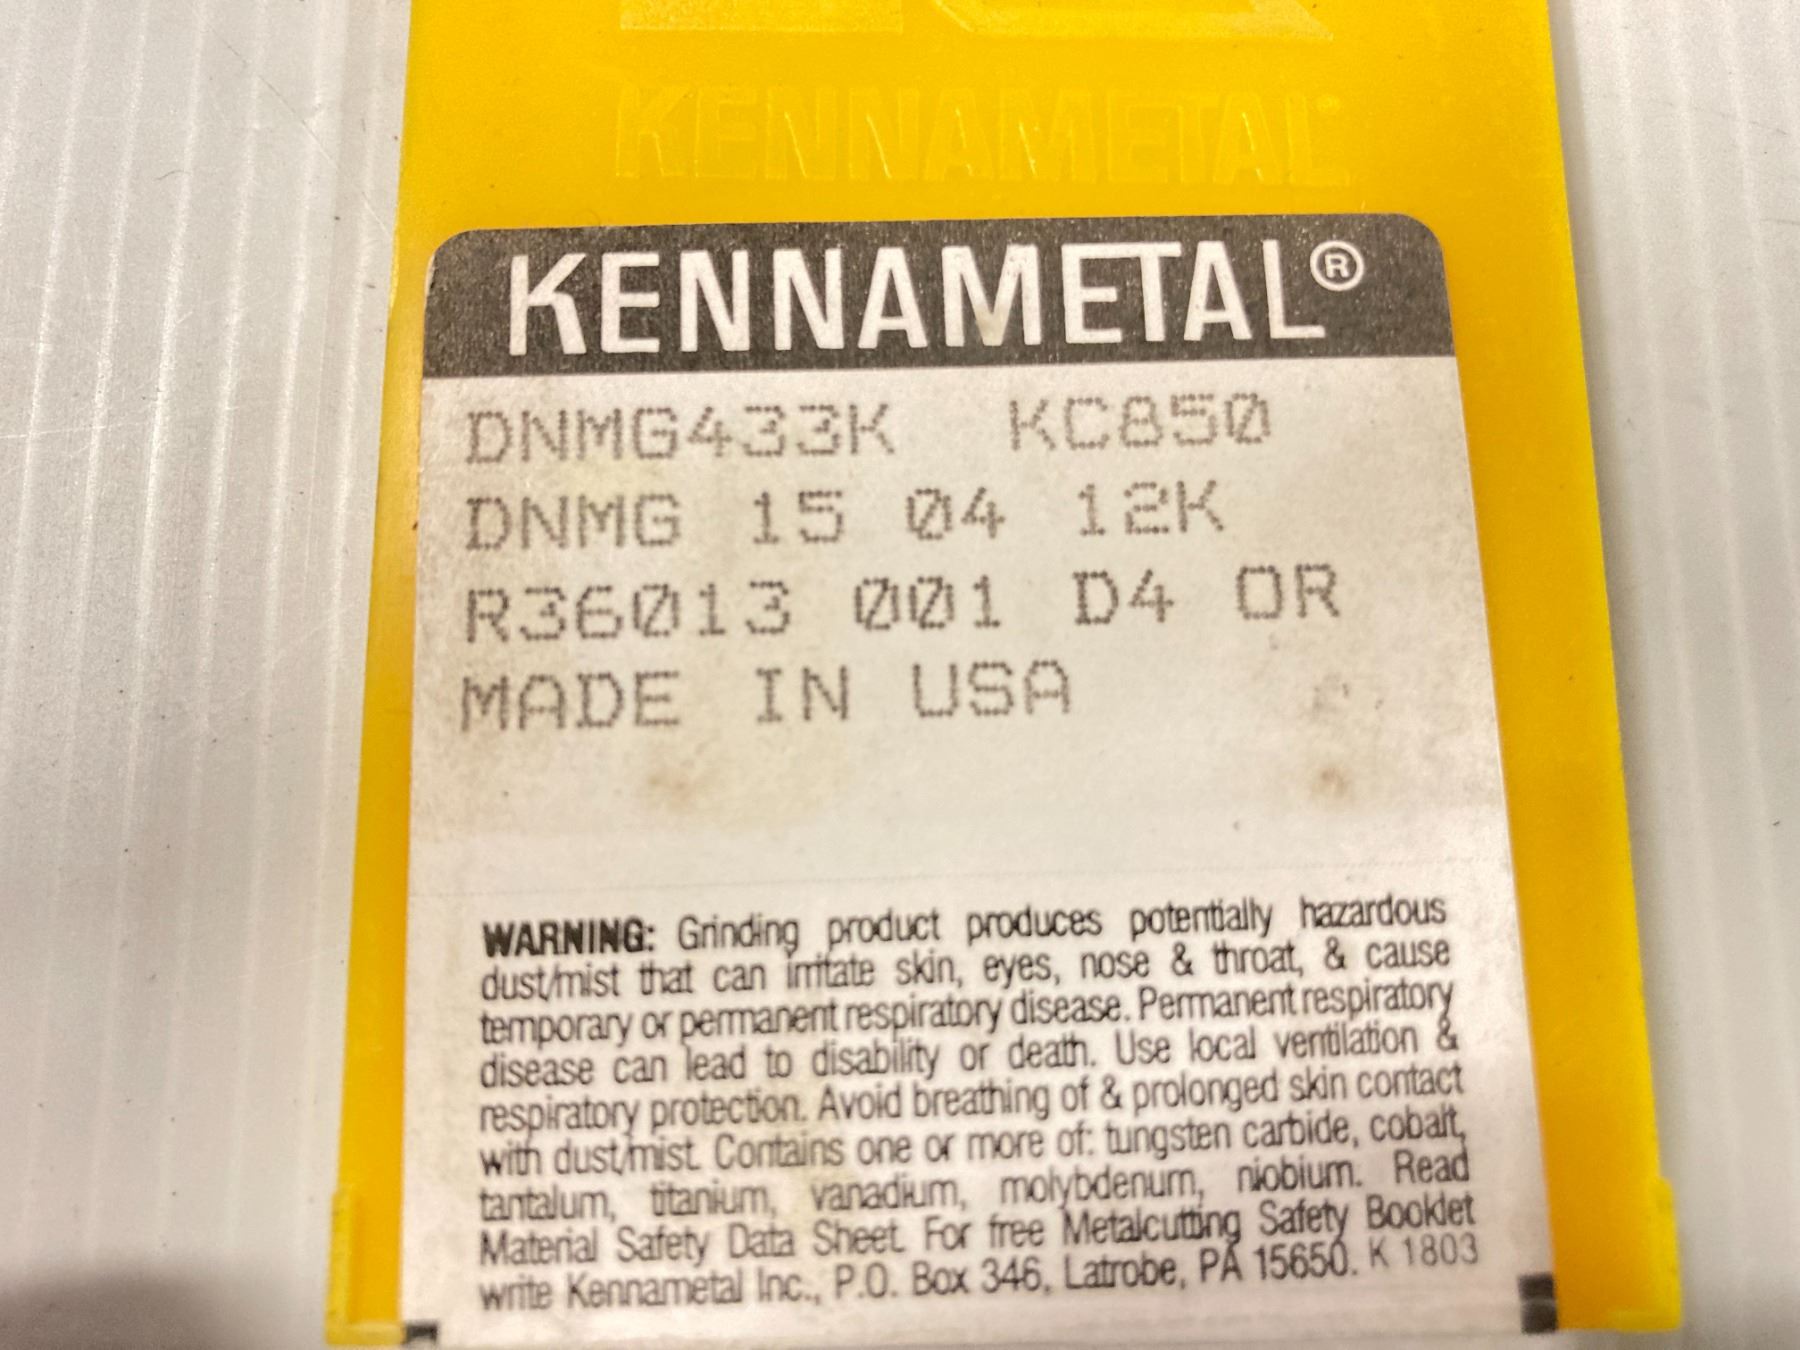 KENNAMETAL
KENNAMETAL®
DNMG433K KC850
DNMG 15 04 12K
R36013 001 D4 OR
MADE IN USA
WARNING: Grinding product produces potentially hazardous
dust/mist that can irritate skin, eyes, nose & throat, & cause
temporary or permanent respiratory disease. Permanent respiratory
disease can lead to disability or death. Use local ventilation &
respiratory protection. Avoid breathing of & prolonged skin contact
with dust/mist. Contains one or more of: tungsten carbide, cobalt,
tantalum, titanium, vanadium, molybdenum, niobium. Read
Material Safety Data Sheet. For free Metalcutting Safety Booklet
write Kennametal Inc., P.O. Box 346, Latrobe, PA 15650. K 1803